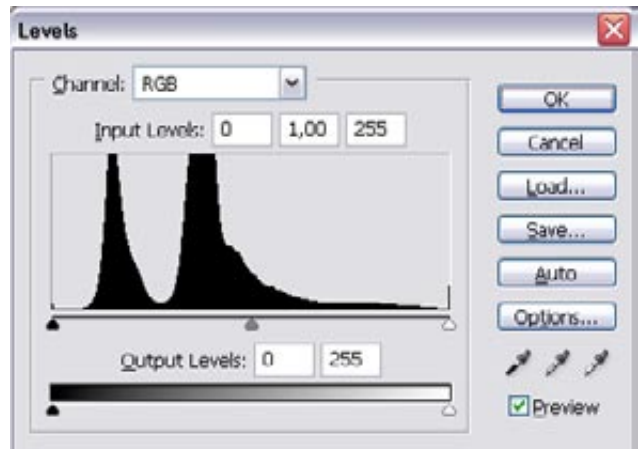 Levels
Channel: RGB
Input Levels: 0 1,00 255
OK
Cancel
Load...
Save...
Auto
Options...
Output Levels: 0 255
Preview